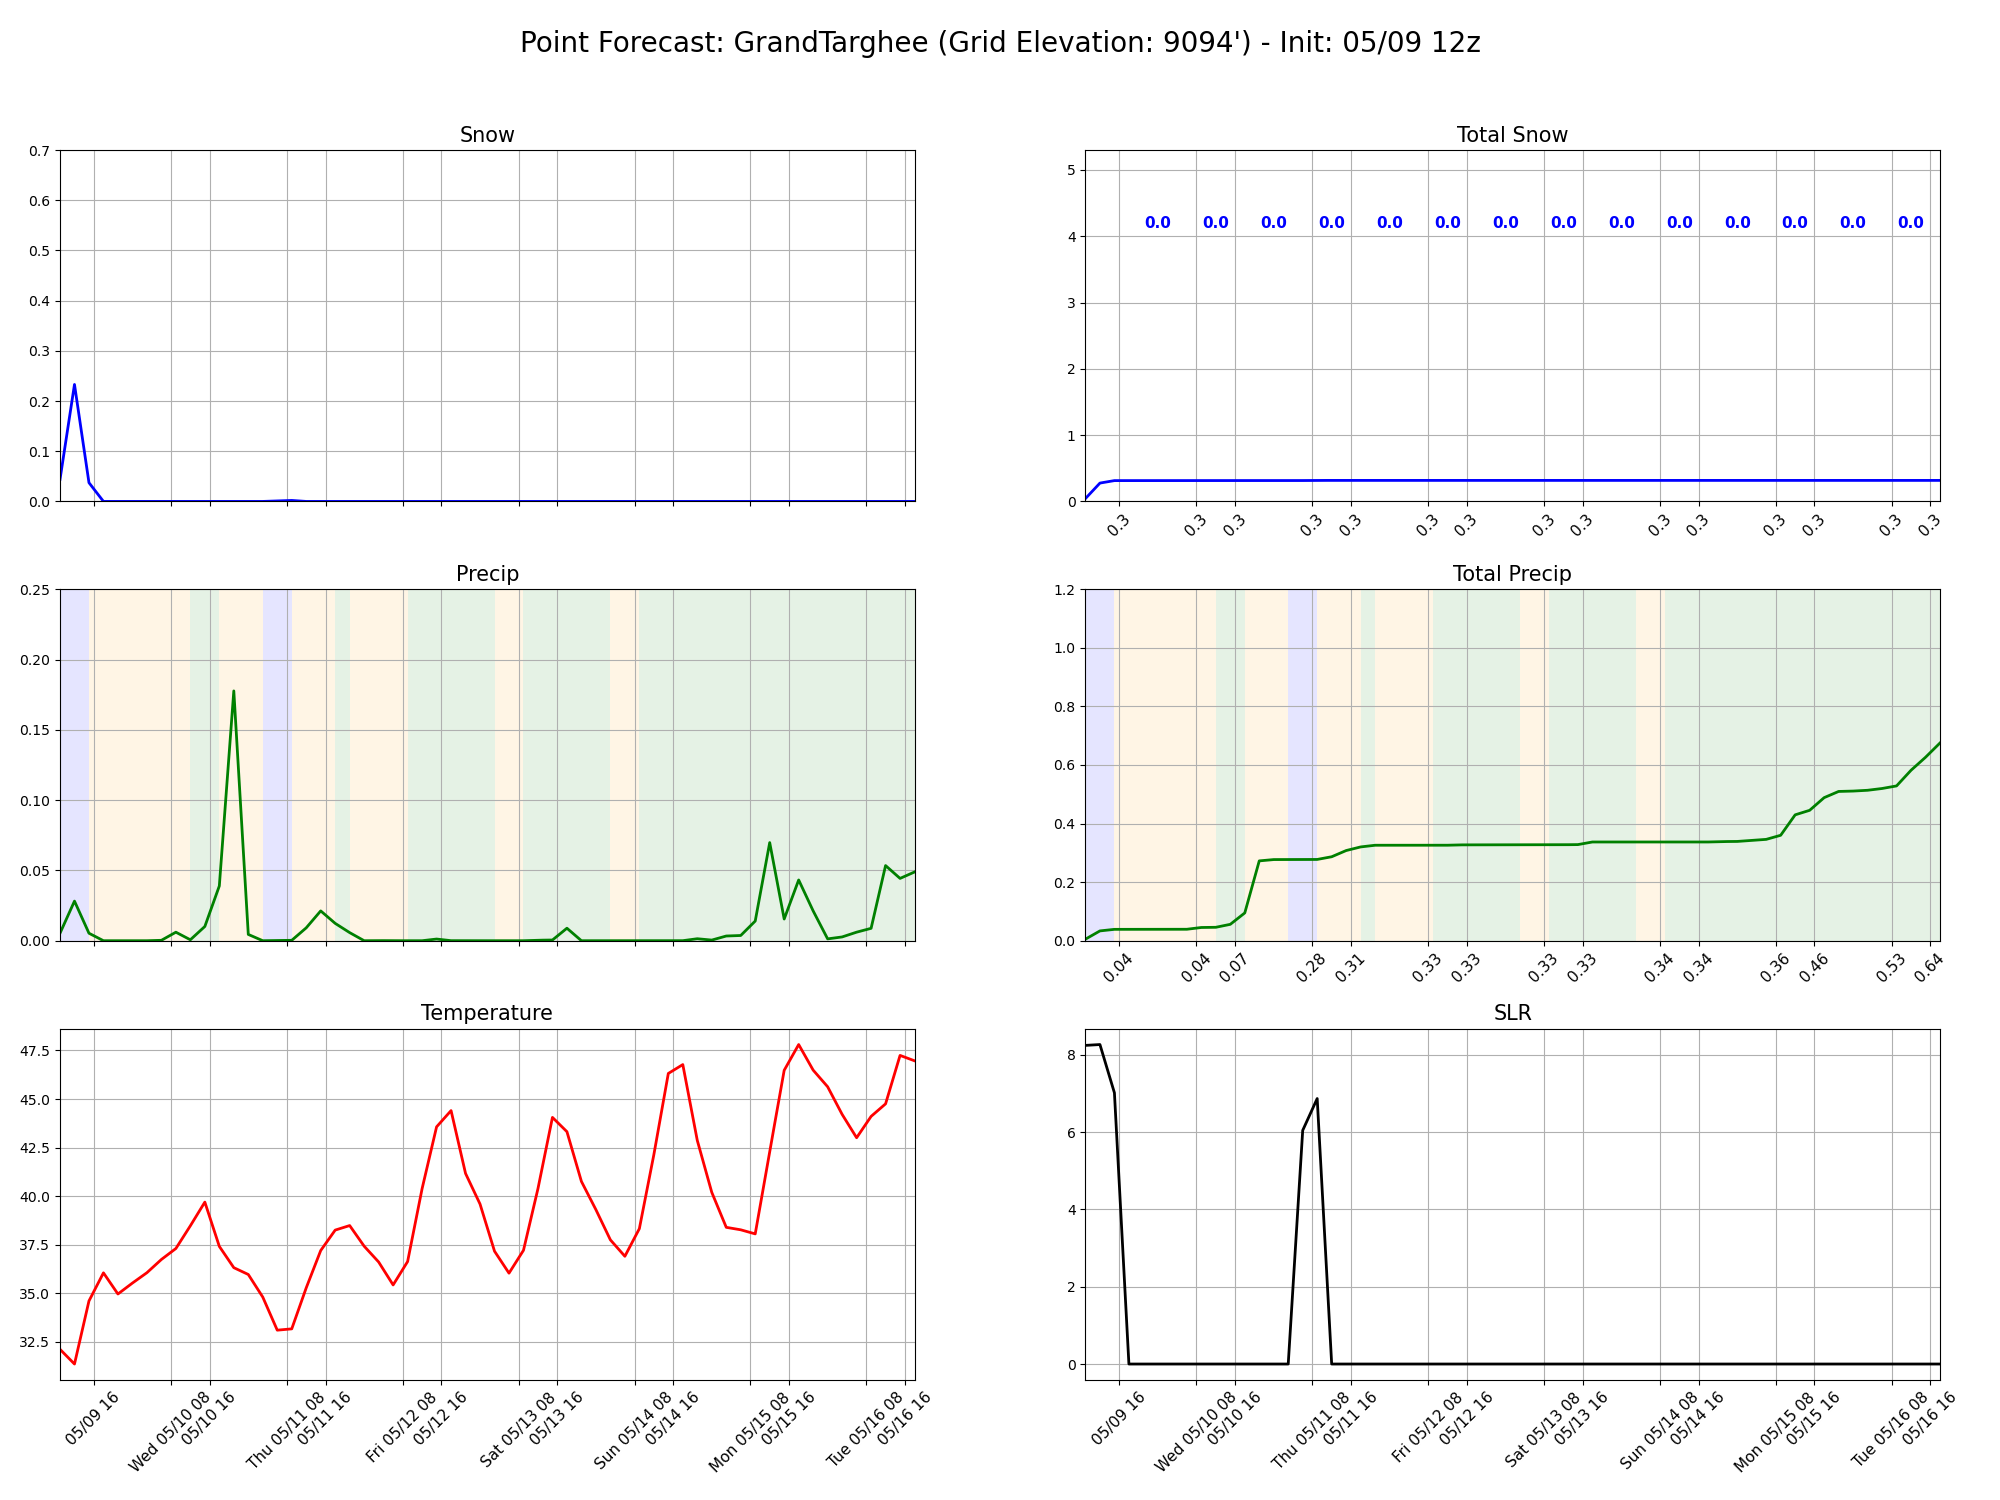 Point Forecast: GrandTarghee (Grid Elevation: 9094') - Init: 05/09 12z
Snow
0.7
0.6
0.5
0.4
0.3
0.2
0.1
0.0
Total Snow
5
4
3
2
1
0
0.0 0.0 0.0 0.0 0.0 0.0 0.0 0.0 0.0 0.0 0.0 0.0 0.0 0.0
0.3 0.3 0.3 0.3 0.3 0.3 0.3 0.3 0.3 0.3 0.3 0.3 0.3 0.3 0.3
Precip
0.25
0.20
0.15
0.10
0.05
0.00
Total Precip
1.2
1.0
0.8
0.6
0.4
0.2
0.0
0.04 0.04 0.07 0.28 0.31 0.33 0.33 0.33 0.33 0.34 0.34 0.36 0.46 0.53 0.64
Temperature
47.5
45.0
42.5
40.0
37.5
35.0
32.5
05/09 16
Wed 05/10 08
05/10 16
Thu 05/11 08
05/11 16
Fri 05/12 08
05/12 16
Sat 05/13 08
05/13 16
Sun 05/14 08
05/14 16
Mon 05/15 08
05/15 16
Tue 05/16 08
05/16 16
SLR
8
6
4
2
0
05/09 16
Wed 05/10 08
05/10 16
Thu 05/11 08
05/11 16
Fri 05/12 08
05/12 16
Sat 05/13 08
05/13 16
Sun 05/14 08
05/14 16
Mon 05/15 08
05/15 16
Tue 05/16 08
05/16 16